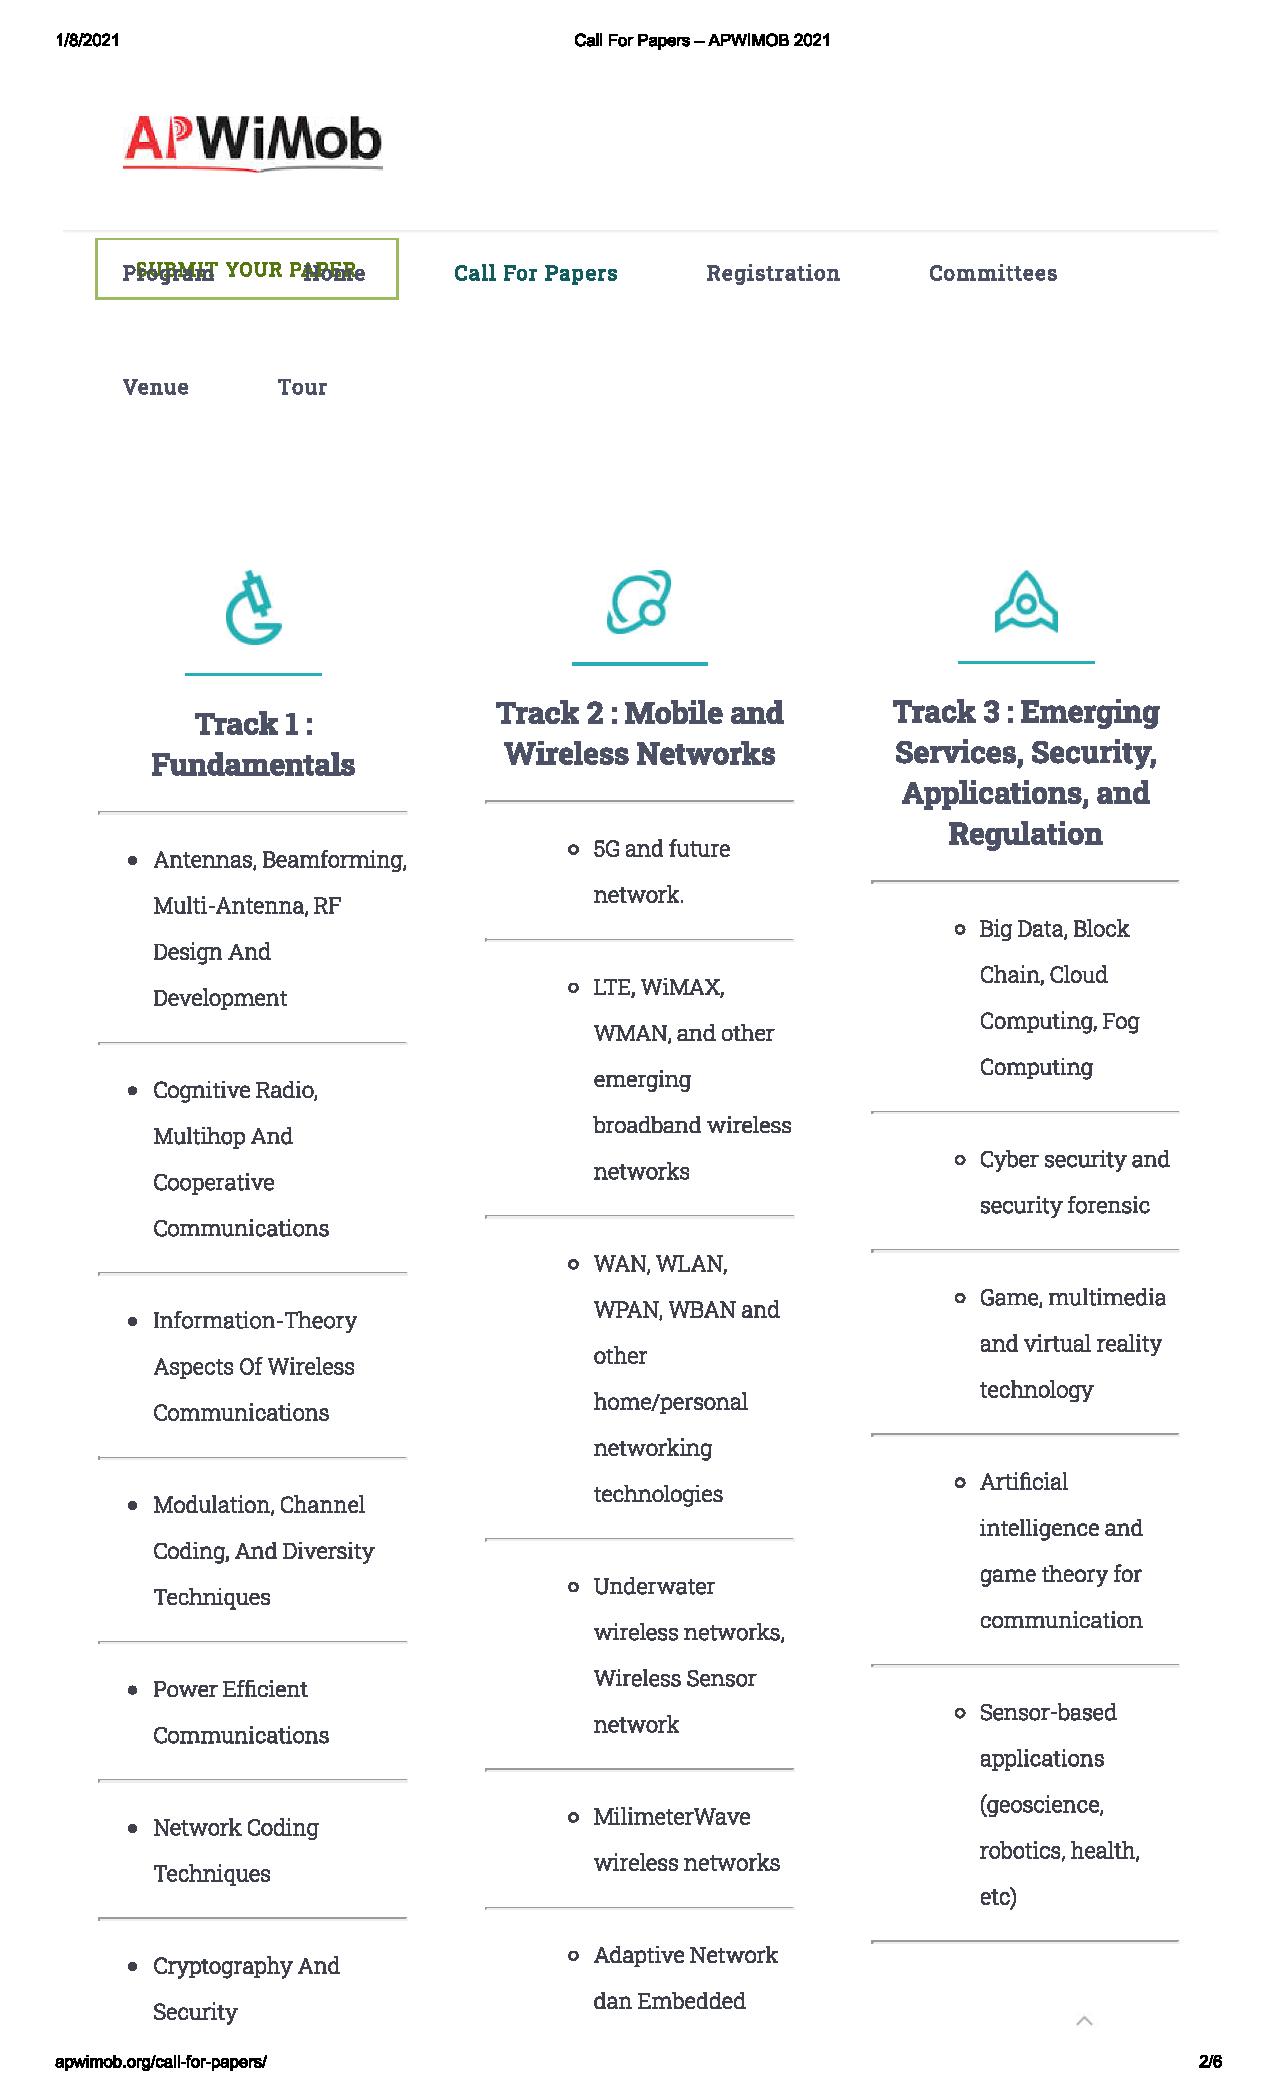 1/8/2021
Call For Papers – APWIMOB 2021
APWiMob
SUBMIT YOUR PAPER
Program
Home
Call For Papers
Registration
Committees
Venue
Tour
Track 1 :
Fundamentals
Antennas, Beamforming,
Multi-Antenna, RF
Design And
Development
Cognitive Radio,
Multihop And
Cooperative
Communications
Information-Theory
Aspects Of Wireless
Communications
Modulation, Channel
Coding, And Diversity
Techniques
Power Efficient
Communications
Network Coding
Techniques
Cryptography And
Security
Track 2 : Mobile and
Wireless Networks
5G and future
network.
LTE, WiMAX,
WMAN, and other
emerging
broadband wireless
networks
WAN, WLAN,
WPAN, WBAN and
other
home/personal
networking
technologies
Underwater
wireless networks,
Wireless Sensor
network
MilimeterWave
wireless networks
Adaptive Network
dan Embedded
Track 3 : Emerging
Services, Security,
Applications, and
Regulation
Big Data, Block
Chain, Cloud
Computing, Fog
Computing
Cyber security and
security forensic
Game, multimedia
and virtual reality
technology
Artificial
intelligence and
game theory for
communication
Sensor-based
applications
(geoscience,
robotics, health,
etc)
apwimob.org/call-for-papers/
2/6